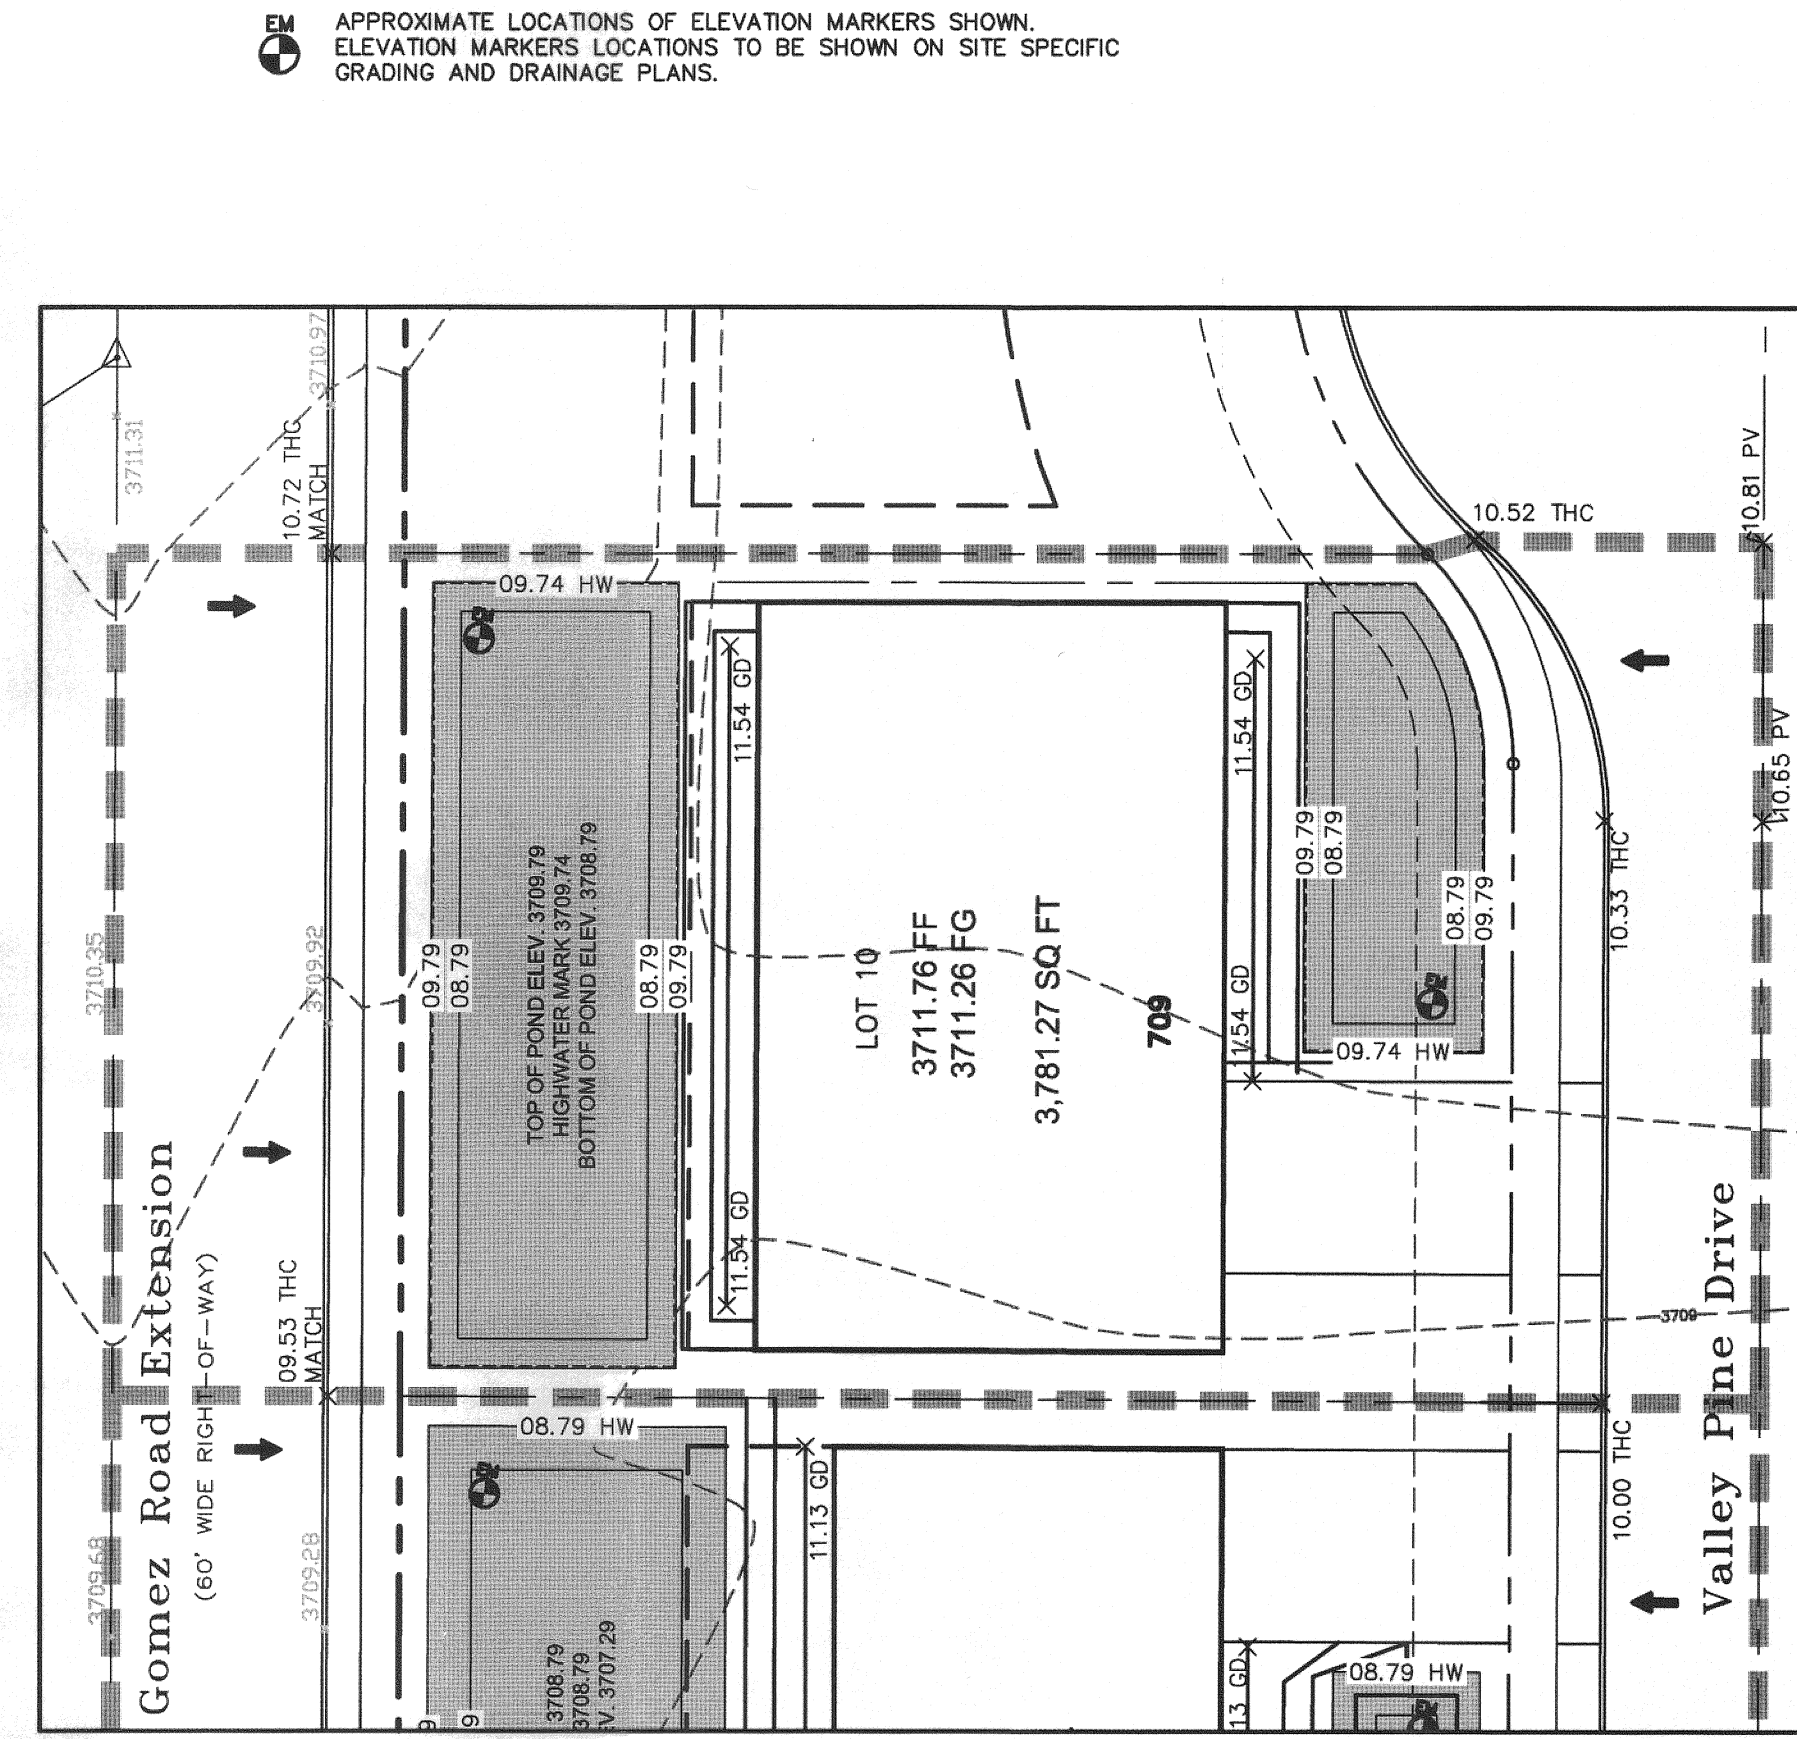 EM
APPROXIMATE LOCATIONS OF ELEVATION MARKERS SHOWN.
ELEVATION MARKERS LOCATIONS TO BE SHOWN ON SITE SPECIFIC
GRADING AND DRAINAGE PLANS.
3710.97
3711.31
10.72 THC
MATCH
10.52 THC
10.81 PV
09.74 HW
11.54 GD
11.54 GD
10.65 PV
09.79
08.79
TOP OF POND ELEV. 3709.79
HIGHWATER MARK 3709.74
BOTTOM OF POND ELEV. 3708.79
08.79
09.79
10.33 THC
3710.35
3709.92
09.79
08.79
08.79
09.79
LOT 10
3711.76 FF
3711.26 FG
3,781.27 SQ FT
709
11.54 GD
09.74 HW
11.54 GD
Gomez Road Extension
(60' WIDE RIGHT-OF-WAY)
09.53 THC
MATCH
3709
Valley Pine Drive
08.79 HW
11.13 GD
10.00 THC
3709.68
3709.28
3708.79
3708.79
V. 3707.29
9
9
13 GD
08.79 HW